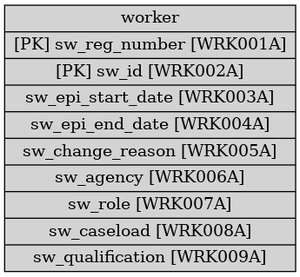 worker
[PK] sw_reg_number [WRK001A]
[PK] sw_id [WRK002A]
sw_epi_start_date [WRK003A]
sw_epi_end_date [WRK004A]
sw_change_reason [WRK005A]
sw_agency [WRK006A]
sw_role [WRK007A]
sw_caseload [WRK008A]
sw_qualification [WRK009A]